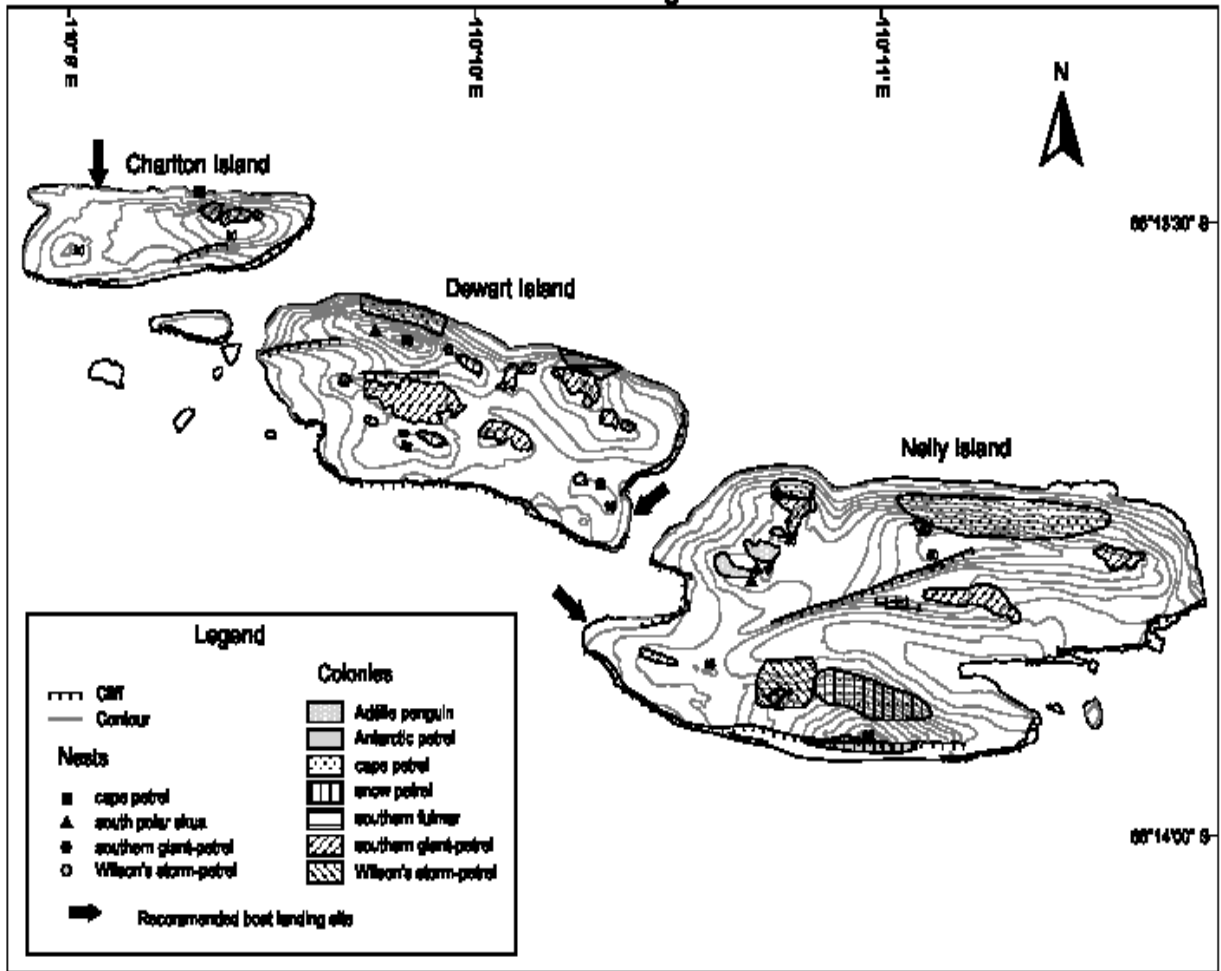 110°10' E
110°11' E
N
Charlton Island
Dewart Island
Nelly Island
66°13'30" S
66°14'00" S
Legend
Cliff
Contour
Nests
cape petrel
south polar skua
southern giant-petrel
Wilson's storm-petrel
Colonies
Adélie penguin
Antarctic petrel
cape petrel
snow petrel
southern fulmar
southern giant-petrel
Wilson's storm-petrel
Recommended boat landing site